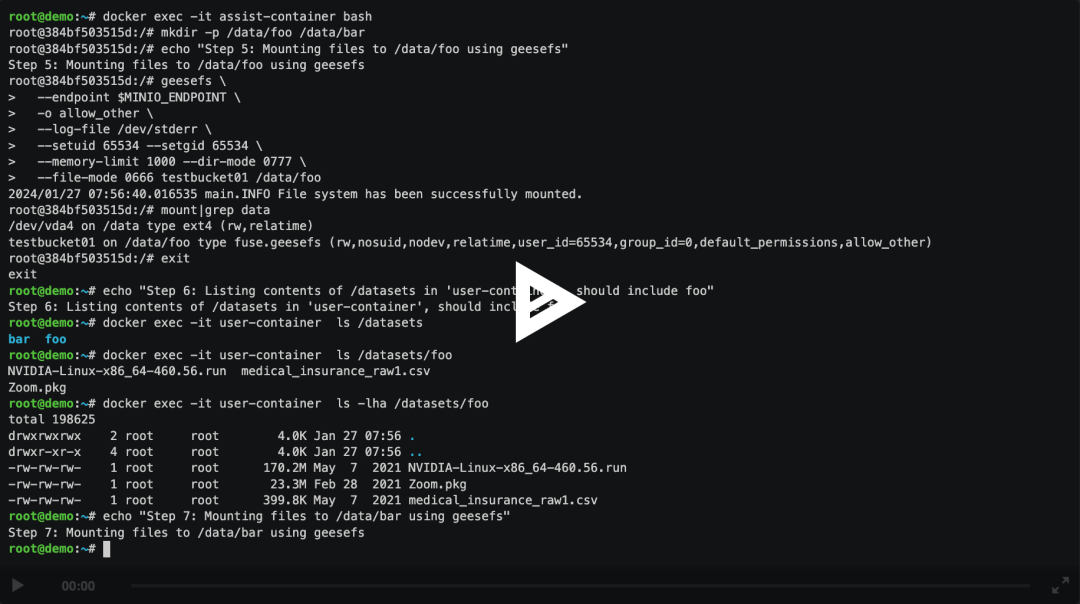 root@demo:~# docker exec -it assist-container bash
root@384bf503515d:/# mkdir -p /data/foo /data/bar
root@384bf503515d:/# echo "Step 5: Mounting files to /data/foo using geesefs"
Step 5: Mounting files to /data/foo using geesefs
root@384bf503515d:/# geesefs \
>   --endpoint $MINIO_ENDPOINT \
>   -o allow_other \
>   --log-file /dev/stderr \
>   --setuid 65534 --setgid 65534 \
>   --memory-limit 1000 --dir-mode 0777 \
>   --file-mode 0666 testbucket01 /data/foo
2024/01/27 07:56:40.016535 main.INFO File system has been successfully mounted.
root@384bf503515d:/# mount|grep data
/dev/vda4 on /data type ext4 (rw,relatime)
testbucket01 on /data/foo type fuse.geesefs (rw,nosuid,nodev,relatime,user_id=65534,group_id=0,default_permissions,allow_other)
root@384bf503515d:/# exit
exit
root@demo:~# echo "Step 6: Listing contents of /datasets in 'user-container', should include foo"
Step 6: Listing contents of /datasets in 'user-container', should include
root@demo:~# docker exec -it user-container  ls /datasets
bar  foo
root@demo:~# docker exec -it user-container  ls /datasets/foo
NVIDIA-Linux-x86_64-460.56.run  medical_insurance_raw1.csv
Zoom.pkg
root@demo:~# docker exec -it user-container  ls -lha /datasets/foo
total 198625
drwxrwxrwx    2 root     root        4.0K Jan 27 07:56 .
drwxr-xr-x    4 root     root        4.0K Jan 27 07:56 ..
-rw-rw-rw-    1 root     root      170.2M May  7  2021 NVIDIA-Linux-x86_64-460.56.run
-rw-rw-rw-    1 root     root       23.3M Feb 28  2021 Zoom.pkg
-rw-rw-rw-    1 root     root      399.8K May  7  2021 medical_insurance_raw1.csv
root@demo:~# echo "Step 7: Mounting files to /data/bar using geesefs"
Step 7: Mounting files to /data/bar using geesefs
root@demo:~#
00:00